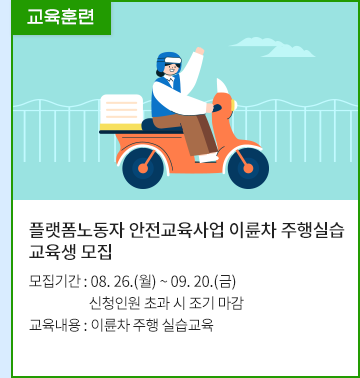 교육훈련
플랫폼노동자 안전교육사업 이륜차 주행실습
교육생 모집
모집기간 : 08. 26.(월) ~ 09. 20.(금)
신청인원 초과 시 조기 마감
교육내용 : 이륜차 주행 실습교육